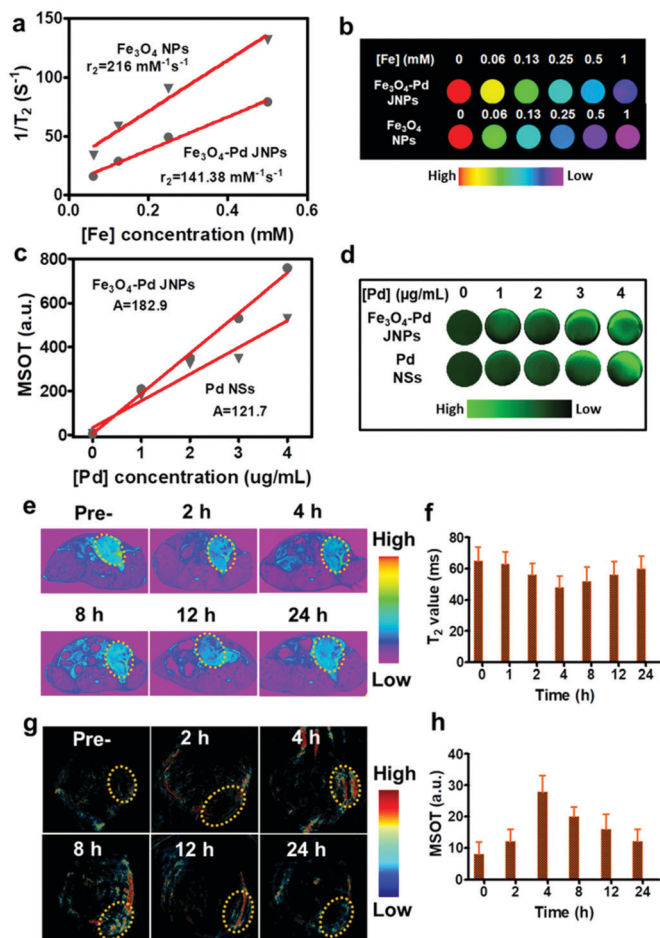 a
150
100
50
0
1/T₂ (S⁻¹)
Fe₃O₄ NPs
r₂=216 mM⁻¹s⁻¹
Fe₃O₄-Pd JNPs
r₂=141.38 mM⁻¹s⁻¹
0.0 0.2 0.4 0.6
[Fe] concentration (mM)
b
[Fe] (mM) 0 0.06 0.13 0.25 0.5 1
Fe₃O₄-Pd
JNPs
0 0.06 0.13 0.25 0.5 1
Fe₃O₄
NPs
High Low
c
800
600
400
200
0
MSOT (a.u.)
Fe₃O₄-Pd JNPs
A=182.9
Pd NSs
A=121.7
0 1 2 3 4
[Pd] concentration (ug/mL)
d
[Pd] (µg/mL) 0 1 2 3 4
Fe₃O₄-Pd
JNPs
Pd
NSs
High Low
e
Pre- 2 h 4 h
8 h 12 h 24 h
High
Low
f
80
60
40
20
0
T₂ value (ms)
0 1 2 4 8 12 24
Time (h)
g
Pre- 2 h 4 h
8 h 12 h 24 h
High
Low
h
40
30
20
10
0
MSOT (a.u.)
0 2 4 8 12 24
Time (h)